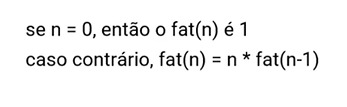 se n = 0, então o fat(n) é 1
caso contrário, fat(n) = n * fat(n-1)